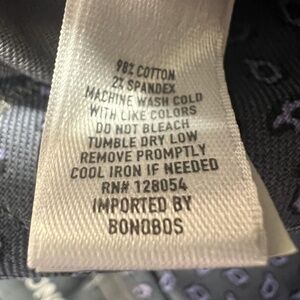 98% COTTON
2% SPANDEX
MACHINE WASH COLD
WITH LIKE COLORS
DO NOT BLEACH
TUMBLE DRY LOW
REMOVE PROMPTLY
COOL IRON IF NEEDED
RN# 128054
IMPORTED BY
BONOBOS